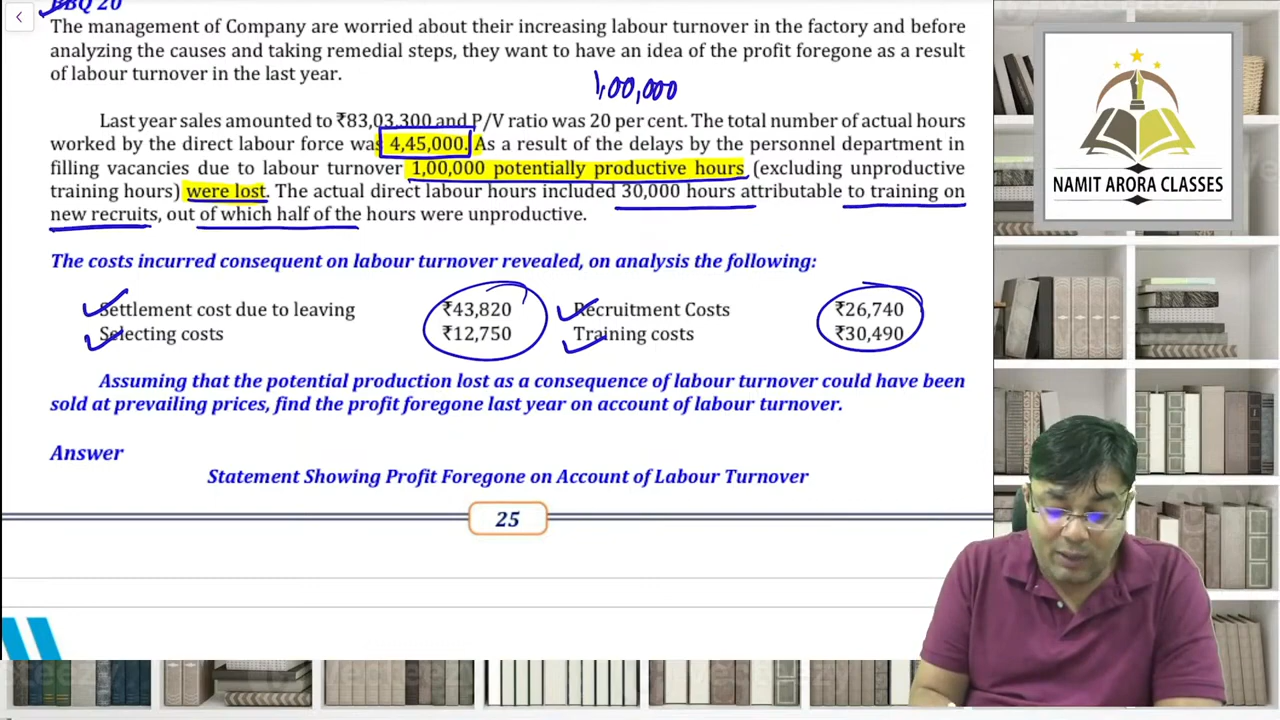 BBQ 20
The management of Company are worried about their increasing labour turnover in the factory and before
analyzing the causes and taking remedial steps, they want to have an idea of the profit foregone as a result
of labour turnover in the last year.
1,00,000
Last year sales amounted to ₹83,03,300 and P/V ratio was 20 per cent. The total number of actual hours
worked by the direct labour force was 4,45,000. As a result of the delays by the personnel department in
filling vacancies due to labour turnover 1,00,000 potentially productive hours (excluding unproductive
training hours) were lost. The actual direct labour hours included 30,000 hours attributable to training on
new recruits, out of which half of the hours were unproductive.
The costs incurred consequent on labour turnover revealed, on analysis the following:
Settlement cost due to leaving ₹43,820 Recruitment Costs ₹26,740
Selecting costs ₹12,750 Training costs ₹30,490
Assuming that the potential production lost as a consequence of labour turnover could have been
sold at prevailing prices, find the profit foregone last year on account of labour turnover.
Answer
Statement Showing Profit Foregone on Account of Labour Turnover
25
NAMIT ARORA CLASSES